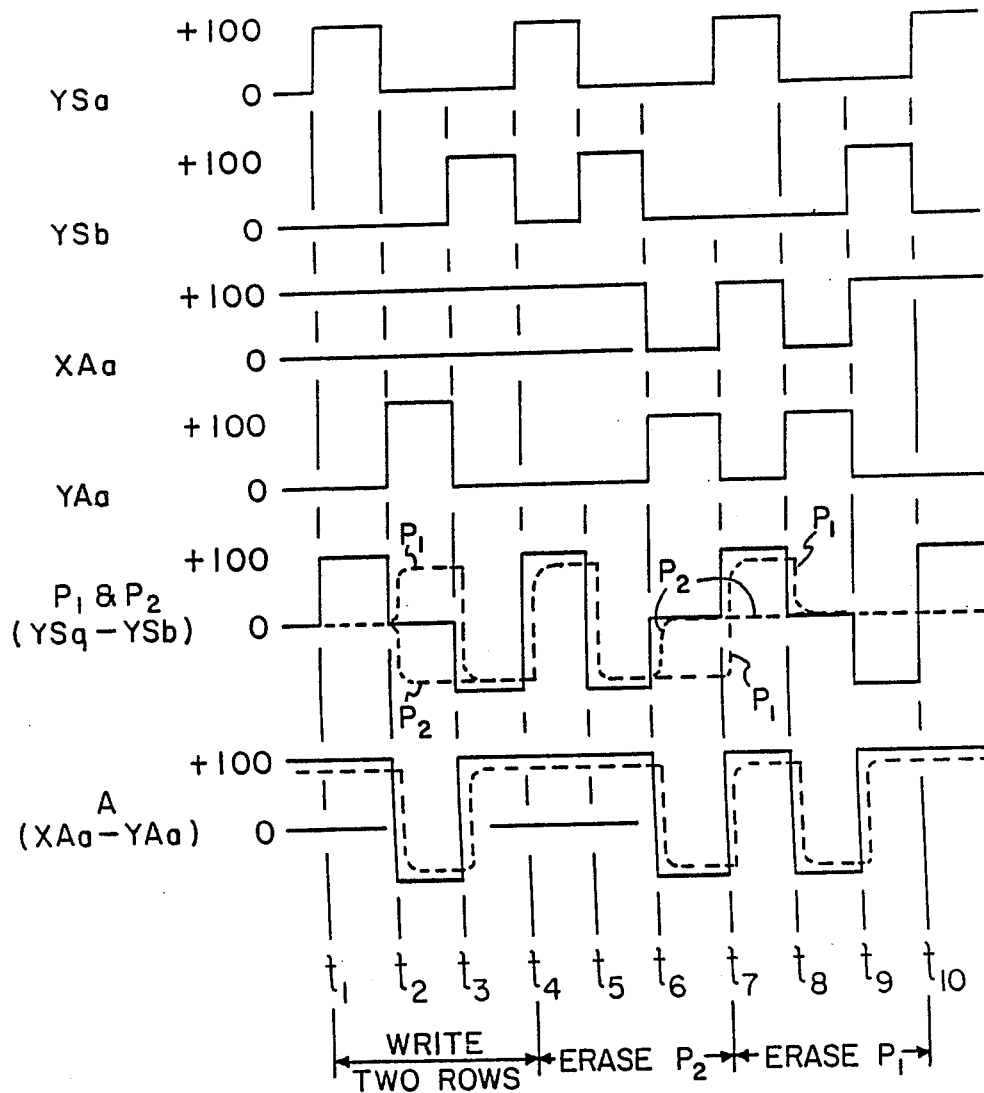 +100
YSa 0
+100
YSb 0
+100
XAa 0
+100
YAa 0
+100
P₁ & P₂
(YSq – YSb) 0
P₁
P₂
P₂
P₁
P₁
+100
A
(XAa – YAa) 0
t₁ t₂ t₃ t₄ t₅ t₆ t₇ t₈ t₉ t₁₀
WRITE TWO ROWS
ERASE P₂
ERASE P₁